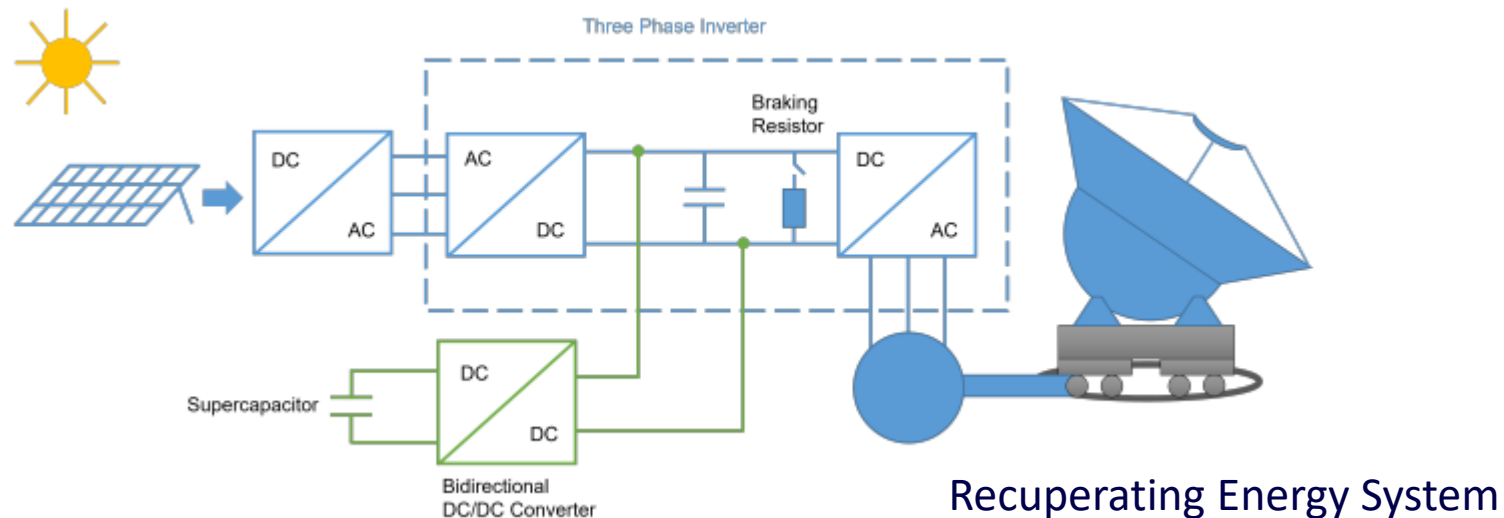 Three Phase Inverter
Braking
Resistor
DC
AC
AC
DC
DC
AC
Supercapacitor
DC
DC
Bidirectional
DC/DC Converter
Recuperating Energy System